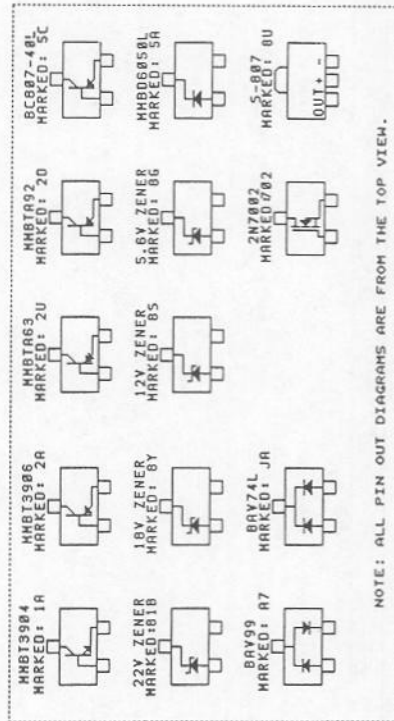 MMBT3904
MARKED: 1A
MMBT3906
MARKED: 2A
MMBTA63
MARKED: 2U
MMBTA92
MARKED: 2D
BC807-40L
MARKED: 5C
22V ZENER
MARKED:81B
18V ZENER
MARKED: 8Y
12V ZENER
MARKED: 8S
5.6V ZENER
MARKED: 8G
MMBD6050L
MARKED: 5A
BAV99
MARKED: A7
BAV74L
MARKED: JA
2N7002
MARKED:702
S-807
MARKED: 8U
OUT + -
NOTE: ALL PIN OUT DIAGRAMS ARE FROM THE TOP VIEW.